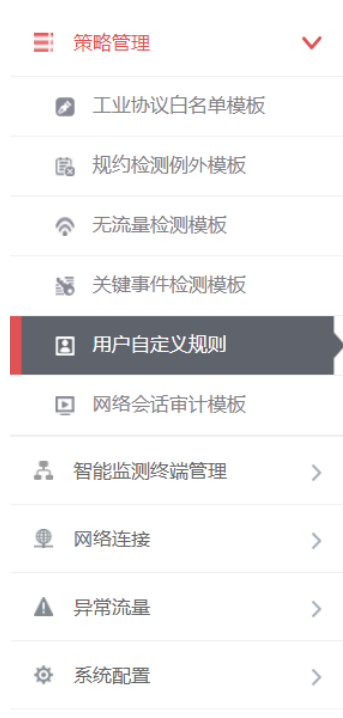 策略管理
工业协议白名单模板
规约检测例外模板
无流量检测模板
关键事件检测模板
用户自定义规则
网络会话审计模板
智能监测终端管理
网络连接
异常流量
系统配置